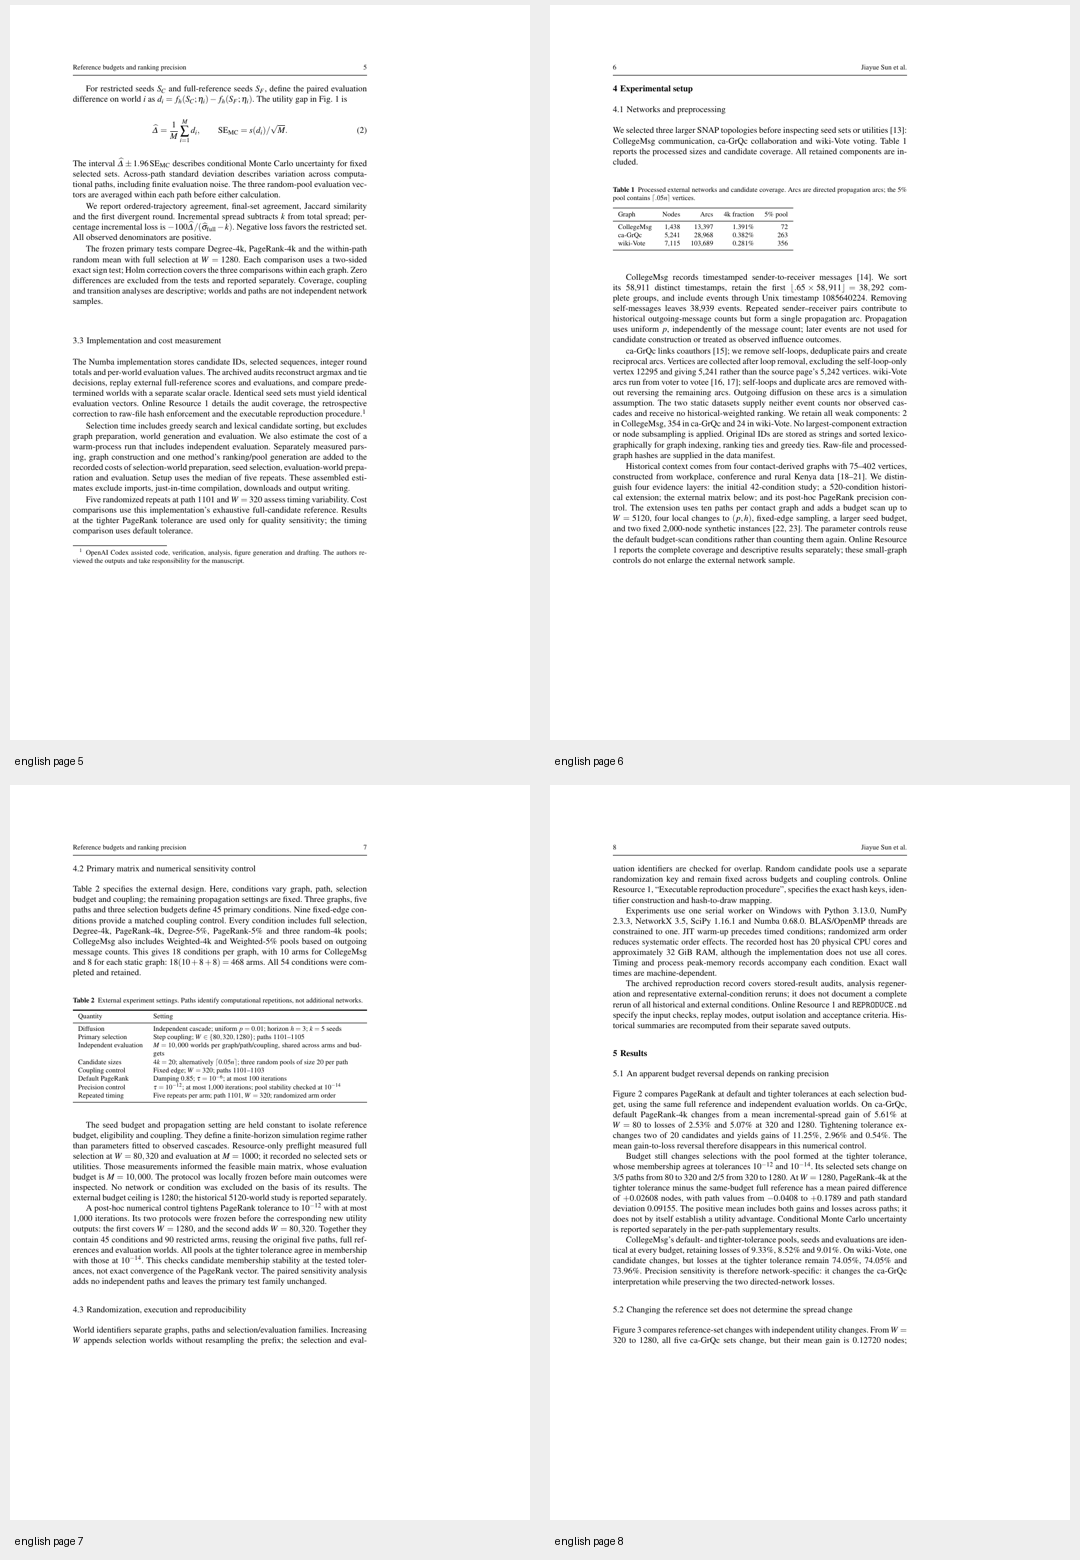 Reference budgets and ranking precision 5
For restricted seeds S_C and full-reference seeds S_F, define the paired evaluation
difference on world i as d_i = f_h(S_C; η_i) − f_h(S_F; η_i). The utility gap in Fig. 1 is
Δ̂ = 1/M ∑_{i=1}^{M} d_i, SE_MC = s(d_i)/√M. (2)
The interval Δ̂ ± 1.96 SE_MC describes conditional Monte Carlo uncertainty for fixed
selected sets. Across-path standard deviation describes variation across computa-
tional paths, including finite evaluation noise. The three random-pool evaluation vec-
tors are averaged within each path before either calculation.
We report ordered-trajectory agreement, final-set agreement, Jaccard similarity
and the first divergent round. Incremental spread subtracts k from total spread; per-
centage incremental loss is −100Δ̂/(σ̂_full − k). Negative loss favors the restricted set.
All observed denominators are positive.
The frozen primary tests compare Degree-4k, PageRank-4k and the within-path
random mean with full selection at W = 1280. Each comparison uses a two-sided
exact sign test; Holm correction covers the three comparisons within each graph. Zero
differences are excluded from the tests and reported separately. Coverage, coupling
and transition analyses are descriptive; worlds and paths are not independent network
samples.
3.3 Implementation and cost measurement
The Numba implementation stores candidate IDs, selected sequences, integer round
totals and per-world evaluation values. The archived audits reconstruct argmax and tie
decisions, replay external full-reference scores and evaluations, and compare prede-
termined worlds with a separate scalar oracle. Identical seed sets must yield identical
evaluation vectors. Online Resource 1 details the audit coverage, the retrospective
correction to raw-file hash enforcement and the executable reproduction procedure.¹
Selection time includes greedy search and lexical candidate sorting, but excludes
graph preparation, world generation and evaluation. We also estimate the cost of a
warm-process run that includes independent evaluation. Separately measured pars-
ing, graph construction and one method's ranking/pool generation are added to the
recorded costs of selection-world preparation, seed selection, evaluation-world prepa-
ration and evaluation. Setup uses the median of five repeats. These assembled esti-
mates exclude imports, just-in-time compilation, downloads and output writing.
Five randomized repeats at path 1101 and W = 320 assess timing variability. Cost
comparisons use this implementation's exhaustive full-candidate reference. Results
at the tighter PageRank tolerance are used only for quality sensitivity; the timing
comparison uses default tolerance.
¹ OpenAI Codex assisted code, verification, analysis, figure generation and drafting. The authors re-
viewed the outputs and take responsibility for the manuscript.
english page 5
6 Jiayue Sun et al.
4 Experimental setup
4.1 Networks and preprocessing
We selected three larger SNAP topologies before inspecting seed sets or utilities [13]:
CollegeMsg communication, ca-GrQc collaboration and wiki-Vote voting. Table 1
reports the processed sizes and candidate coverage. All retained components are in-
cluded.
Table 1 Processed external networks and candidate coverage. Arcs are directed propagation arcs; the 5%
pool contains ⌈.05n⌉ vertices.
Graph Nodes Arcs 4k fraction 5% pool
CollegeMsg 1,438 13,397 1.391% 72
ca-GrQc 5,241 28,968 0.382% 263
wiki-Vote 7,115 103,689 0.281% 356
CollegeMsg records timestamped sender-to-receiver messages [14]. We sort
its 58,911 distinct timestamps, retain the first ⌊.65 × 58,911⌋ = 38,292 com-
plete groups, and include events through Unix timestamp 1085640224. Removing
self-messages leaves 38,939 events. Repeated sender–receiver pairs contribute to
historical outgoing-message counts but form a single propagation arc. Propagation
uses uniform p, independently of the message count; later events are not used for
candidate construction or treated as observed influence outcomes.
ca-GrQc links coauthors [15]; we remove self-loops, deduplicate pairs and create
reciprocal arcs. Vertices are collected after loop removal, excluding the self-loop-only
vertex 12295 and giving 5,241 rather than the source page's 5,242 vertices. wiki-Vote
arcs run from voter to votee [16, 17]; self-loops and duplicate arcs are removed with-
out reversing the remaining arcs. Outgoing diffusion on these arcs is a simulation
assumption. The two static datasets supply neither event counts nor observed cas-
cades and receive no historical-weighted ranking. We retain all weak components: 2
in CollegeMsg, 354 in ca-GrQc and 24 in wiki-Vote. No largest-component extraction
or node subsampling is applied. Original IDs are stored as strings and sorted lexico-
graphically for graph indexing, ranking ties and greedy ties. Raw-file and processed-
graph hashes are supplied in the data manifest.
Historical context comes from four contact-derived graphs with 75–402 vertices,
constructed from workplace, conference and rural Kenya data [18–21]. We distin-
guish four evidence layers: the initial 42-condition study; a 520-condition histori-
cal extension; the external matrix below; and its post-hoc PageRank precision con-
trol. The extension uses ten paths per contact graph and adds a budget scan up to
W = 5120, four local changes to (p,h), fixed-edge sampling, a larger seed budget,
and two fixed 2,000-node synthetic instances [22, 23]. The parameter controls reuse
the default budget-scan conditions rather than counting them again. Online Resource
1 reports the complete coverage and descriptive results separately; these small-graph
controls do not enlarge the external network sample.
english page 6
Reference budgets and ranking precision 7
4.2 Primary matrix and numerical sensitivity control
Table 2 specifies the external design. Here, conditions vary graph, path, selection
budget and coupling; the remaining propagation settings are fixed. Three graphs, five
paths and three selection budgets define 45 primary conditions. Nine fixed-edge con-
ditions provide a matched coupling control. Every condition includes full selection,
Degree-4k, PageRank-4k, Degree-5%, PageRank-5% and three random-4k pools;
CollegeMsg also includes Weighted-4k and Weighted-5% pools based on outgoing
message counts. This gives 18 conditions per graph, with 10 arms for CollegeMsg
and 8 for each static graph: 18(10+8+8) = 468 arms. All 54 conditions were com-
pleted and retained.
Table 2 External experiment settings. Paths identify computational repetitions, not additional networks.
Quantity Setting
Diffusion Independent cascade; uniform p = 0.01; horizon h = 3; k = 5 seeds
Primary selection Step coupling; W ∈ {80,320,1280}; paths 1101–1105
Independent evaluation M = 10,000 worlds per graph/path/coupling, shared across arms and bud-
gets
Candidate sizes 4k = 20; alternatively ⌈0.05n⌉; three random pools of size 20 per path
Coupling control Fixed edge; W = 320; paths 1101–1103
Default PageRank Damping 0.85; τ = 10⁻⁶; at most 100 iterations
Precision control τ = 10⁻¹²; at most 1,000 iterations; pool stability checked at 10⁻¹⁴
Repeated timing Five repeats per arm; path 1101, W = 320; randomized arm order
The seed budget and propagation setting are held constant to isolate reference
budget, eligibility and coupling. They define a finite-horizon simulation regime rather
than parameters fitted to observed cascades. Resource-only preflight measured full
selection at W = 80,320 and evaluation at M = 1000; it recorded no selected sets or
utilities. Those measurements informed the feasible main matrix, whose evaluation
budget is M = 10,000. The protocol was locally frozen before main outcomes were
inspected. No network or condition was excluded on the basis of its results. The
external budget ceiling is 1280; the historical 5120-world study is reported separately.
A post-hoc numerical control tightens PageRank tolerance to 10⁻¹² with at most
1,000 iterations. Its two protocols were frozen before the corresponding new utility
outputs: the first covers W = 1280, and the second adds W = 80,320. Together they
contain 45 conditions and 90 restricted arms, reusing the original five paths, full ref-
erences and evaluation worlds. All pools at the tighter tolerance agree in membership
with those at 10⁻¹⁴. This checks candidate membership stability at the tested toler-
ances, not exact convergence of the PageRank vector. The paired sensitivity analysis
adds no independent paths and leaves the primary test family unchanged.
4.3 Randomization, execution and reproducibility
World identifiers separate graphs, paths and selection/evaluation families. Increasing
W appends selection worlds without resampling the prefix; the selection and eval-
english page 7
8 Jiayue Sun et al.
uation identifiers are checked for overlap. Random candidate pools use a separate
randomization key and remain fixed across budgets and coupling controls. Online
Resource 1, “Executable reproduction procedure”, specifies the exact hash keys, iden-
tifier construction and hash-to-draw mapping.
Experiments use one serial worker on Windows with Python 3.13.0, NumPy
2.3.3, NetworkX 3.5, SciPy 1.16.1 and Numba 0.68.0. BLAS/OpenMP threads are
constrained to one. JIT warm-up precedes timed conditions; randomized arm order
reduces systematic order effects. The recorded host has 20 physical CPU cores and
approximately 32 GiB RAM, although the implementation does not use all cores.
Timing and process peak-memory records accompany each condition. Exact wall
times are machine-dependent.
The archived reproduction record covers stored-result audits, analysis regener-
ation and representative external-condition reruns; it does not document a complete
rerun of all historical and external conditions. Online Resource 1 and REPRODUCE.md
specify the input checks, replay modes, output isolation and acceptance criteria. His-
torical summaries are recomputed from their separate saved outputs.
5 Results
5.1 An apparent budget reversal depends on ranking precision
Figure 2 compares PageRank at default and tighter tolerances at each selection bud-
get, using the same full reference and independent evaluation worlds. On ca-GrQc,
default PageRank-4k changes from a mean incremental-spread gain of 5.61% at
W = 80 to losses of 2.53% and 5.07% at 320 and 1280. Tightening tolerance ex-
changes two of 20 candidates and yields gains of 11.25%, 2.96% and 0.54%. The
mean gain-to-loss reversal therefore disappears in this numerical control.
Budget still changes selections with the pool formed at the tighter tolerance,
whose membership agrees at tolerances 10⁻¹² and 10⁻¹⁴. Its selected sets change on
3/5 paths from 80 to 320 and 2/5 from 320 to 1280. At W = 1280, PageRank-4k at the
tighter tolerance minus the same-budget full reference has a mean paired difference
of +0.02608 nodes, with path values from −0.0408 to +0.1789 and path standard
deviation 0.09155. The positive mean includes both gains and losses across paths; it
does not by itself establish a utility advantage. Conditional Monte Carlo uncertainty
is reported separately in the per-path supplementary results.
CollegeMsg's default- and tighter-tolerance pools, seeds and evaluations are iden-
tical at every budget, retaining losses of 9.33%, 8.52% and 9.01%. On wiki-Vote, one
candidate changes, but losses at the tighter tolerance remain 74.05%, 74.05% and
73.96%. Precision sensitivity is therefore network-specific: it changes the ca-GrQc
interpretation while preserving the two directed-network losses.
5.2 Changing the reference set does not determine the spread change
Figure 3 compares reference-set changes with independent utility changes. From W =
320 to 1280, all five ca-GrQc sets change, but their mean gain is 0.12720 nodes;
english page 8